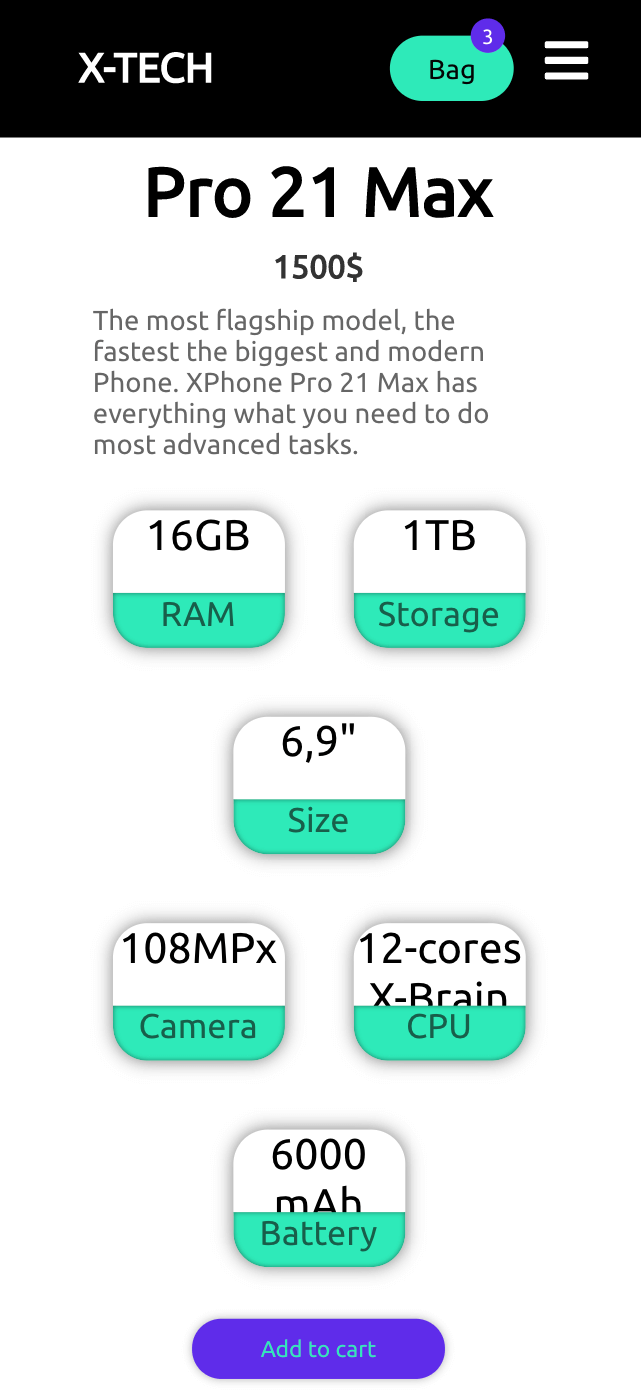 X-TECH
Bag
3
Pro 21 Max
1500$
The most flagship model, the
fastest the biggest and modern
Phone. XPhone Pro 21 Max has
everything what you need to do
most advanced tasks.
16GB
RAM
1TB
Storage
6,9"
Size
108MPx
Camera
12-cores
X-Brain
CPU
6000
mAh
Battery
Add to cart